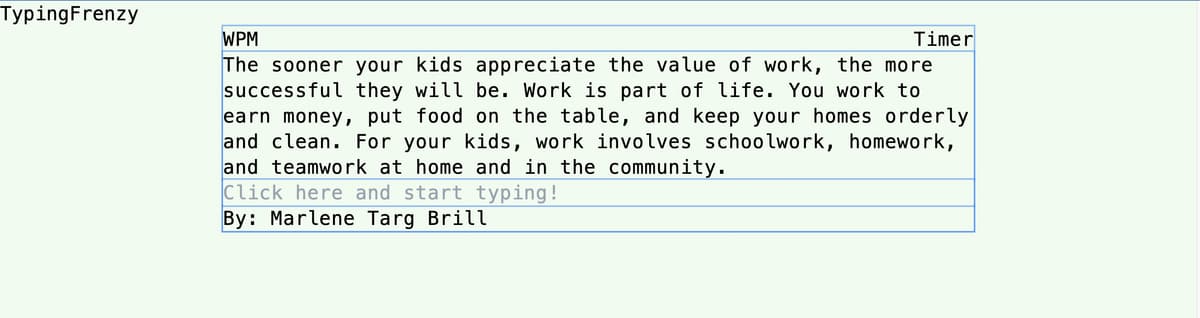 TypingFrenzy
WPM Timer
The sooner your kids appreciate the value of work, the more
successful they will be. Work is part of life. You work to
earn money, put food on the table, and keep your homes orderly
and clean. For your kids, work involves schoolwork, homework,
and teamwork at home and in the community.
Click here and start typing!
By: Marlene Targ Brill